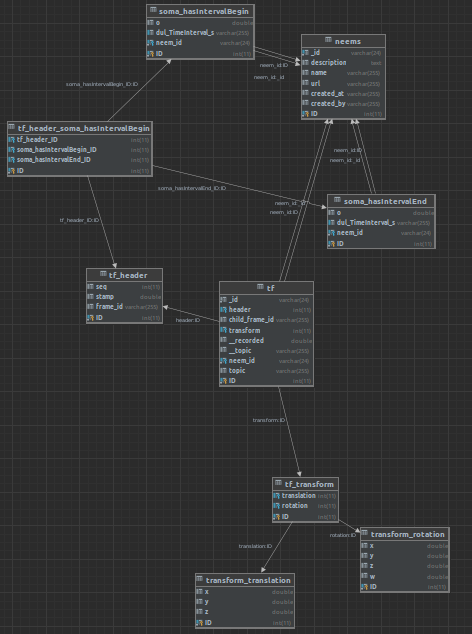 soma_hasIntervalBegin
o double
dul_TimeInterval_s varchar(255)
neem_id varchar(24)
ID int(11)
neems
_id varchar(24)
description text
name varchar(255)
url varchar(255)
created_at varchar(255)
created_by varchar(255)
ID int(11)
neem_id:ID
neem_id:_id
soma_hasIntervalBegin_ID:ID
tf_header_soma_hasIntervalBegin
tf_header_ID int(11)
soma_hasIntervalBegin_ID int(11)
soma_hasIntervalEnd_ID int(11)
ID int(11)
neem_id:ID
neem_id:_id
soma_hasIntervalEnd_ID:ID
soma_hasIntervalEnd
o double
dul_TimeInterval_s varchar(255)
neem_id varchar(24)
ID int(11)
neem_id:_id
neem_id:ID
tf_header_ID:ID
tf_header
seq int(11)
stamp double
frame_id varchar(255)
ID int(11)
header:ID
tf
_id varchar(24)
header int(11)
child_frame_id varchar(255)
transform int(11)
__recorded double
__topic varchar(255)
neem_id varchar(24)
topic varchar(255)
ID int(11)
transform:ID
tf_transform
translation int(11)
rotation int(11)
ID int(11)
translation:ID
rotation:ID
transform_rotation
x double
y double
z double
w double
ID int(11)
transform_translation
x double
y double
z double
ID int(11)